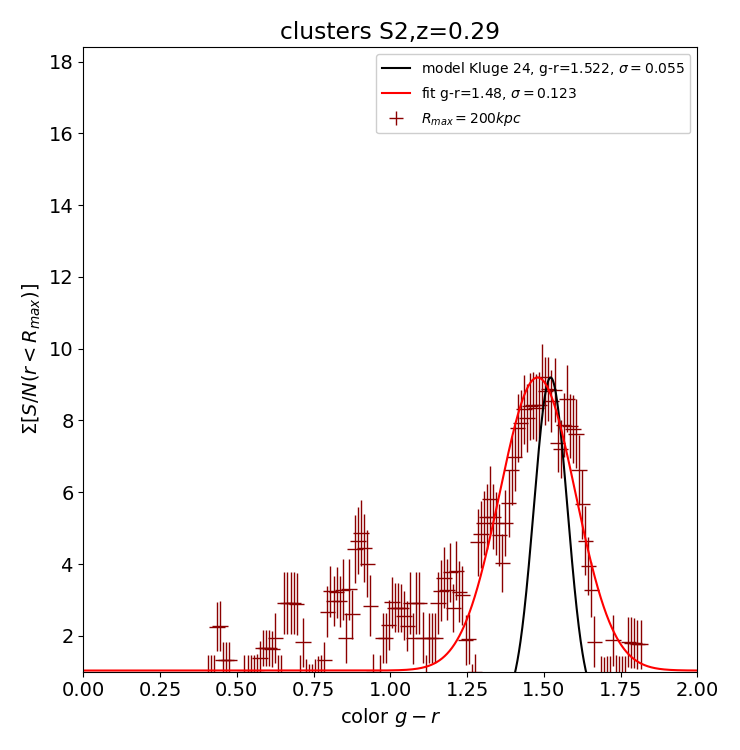 clusters S2,z=0.29
model Kluge 24, g-r=1.522, σ = 0.055
fit g-r=1.48, σ = 0.123
R_max = 200kpc
Σ[S/N(r < R_max)]
18
16
14
12
10
8
6
4
2
0.00 0.25 0.50 0.75 1.00 1.25 1.50 1.75 2.00
color g − r